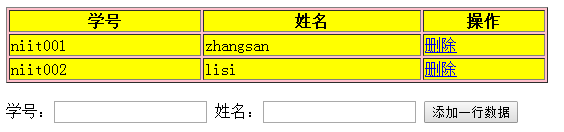 学号 姓名 操作
niit001 zhangsan 删除
niit002 lisi 删除
学号： 姓名： 添加一行数据